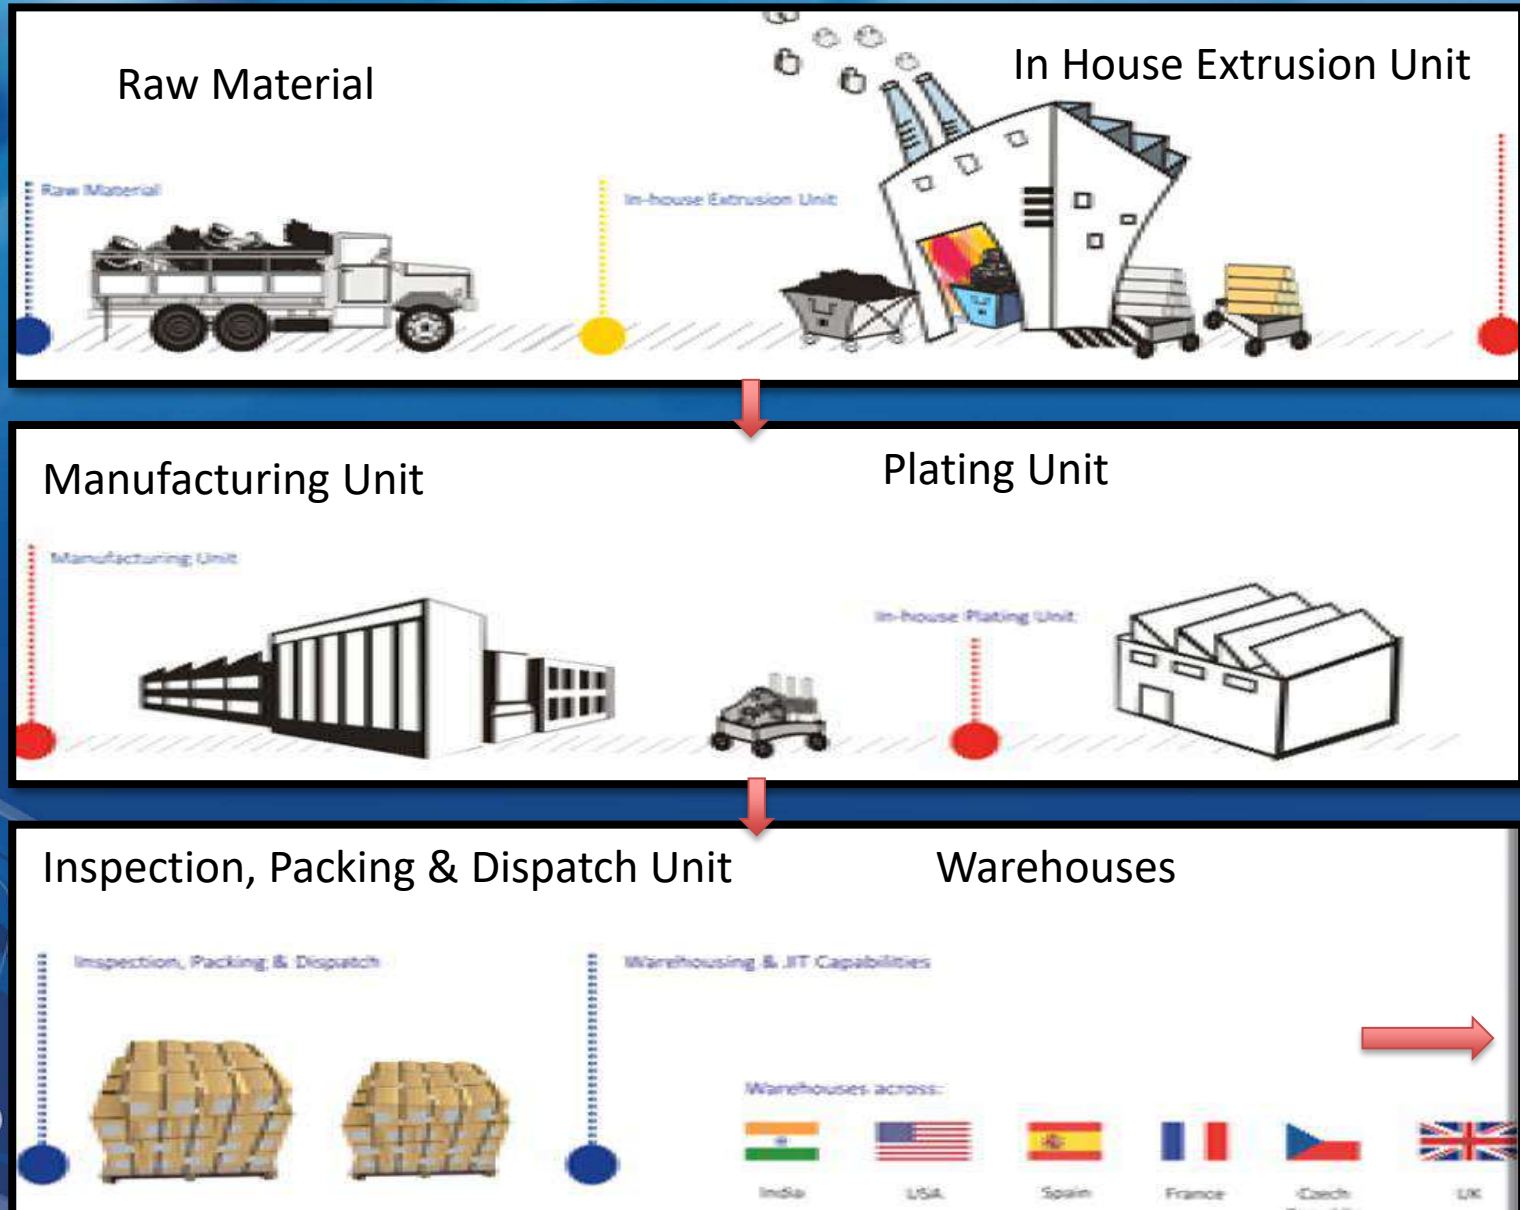 Raw Material
In House Extrusion Unit
Raw Material
In-house Extrusion Unit
Manufacturing Unit
Plating Unit
Manufacturing Unit
In-house Plating Unit
Inspection, Packing & Dispatch Unit
Warehouses
Inspection, Packing & Dispatch
Warehousing & JIT Capabilities
Warehouses across:
India
USA
Spain
France
Czech
UK